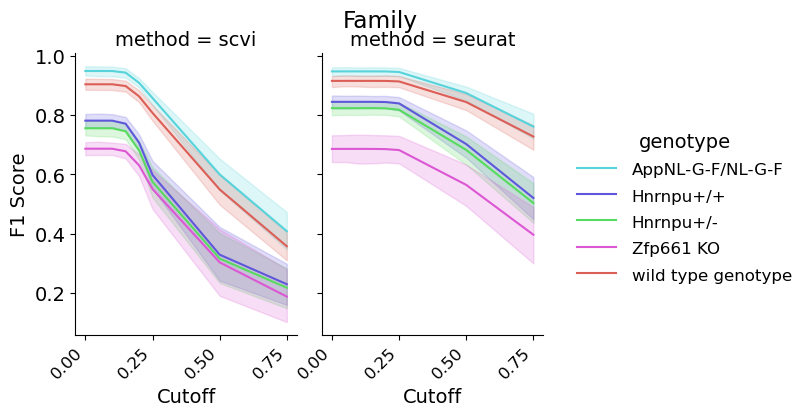 Family
method = scvi
method = seurat
F1 Score
1.0
0.8
0.6
0.4
0.2
0.00
0.25
0.50
0.75
0.00
0.25
0.50
0.75
Cutoff
Cutoff
genotype
AppNL-G-F/NL-G-F
Hnrnpu+/+
Hnrnpu+/-
Zfp661 KO
wild type genotype